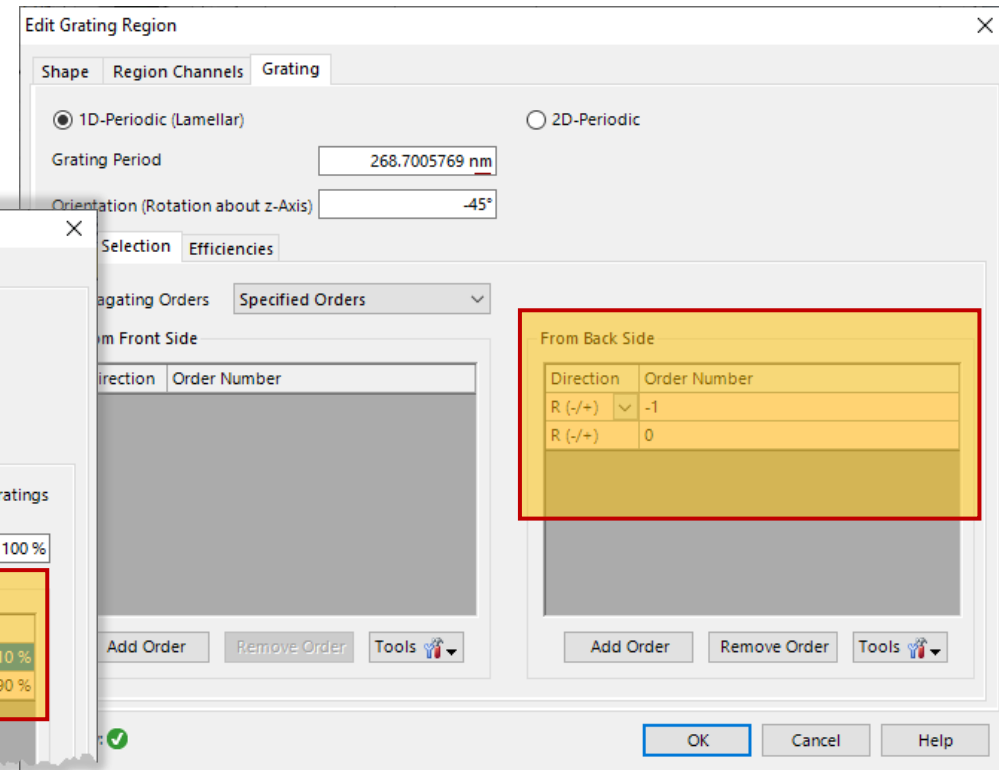 Edit Grating Region
Shape Region Channels Grating
1D-Periodic (Lamellar) 2D-Periodic
Grating Period 268.7005769 nm
Orientation (Rotation about z-Axis) -45°
Selection Efficiencies
agating Orders Specified Orders
m Front Side From Back Side
irection Order Number Direction Order Number
R (-/+) -1
R (-/+) 0
ratings
100 %
10 %
90 %
Add Order Remove Order Tools Add Order Remove Order Tools
OK Cancel Help